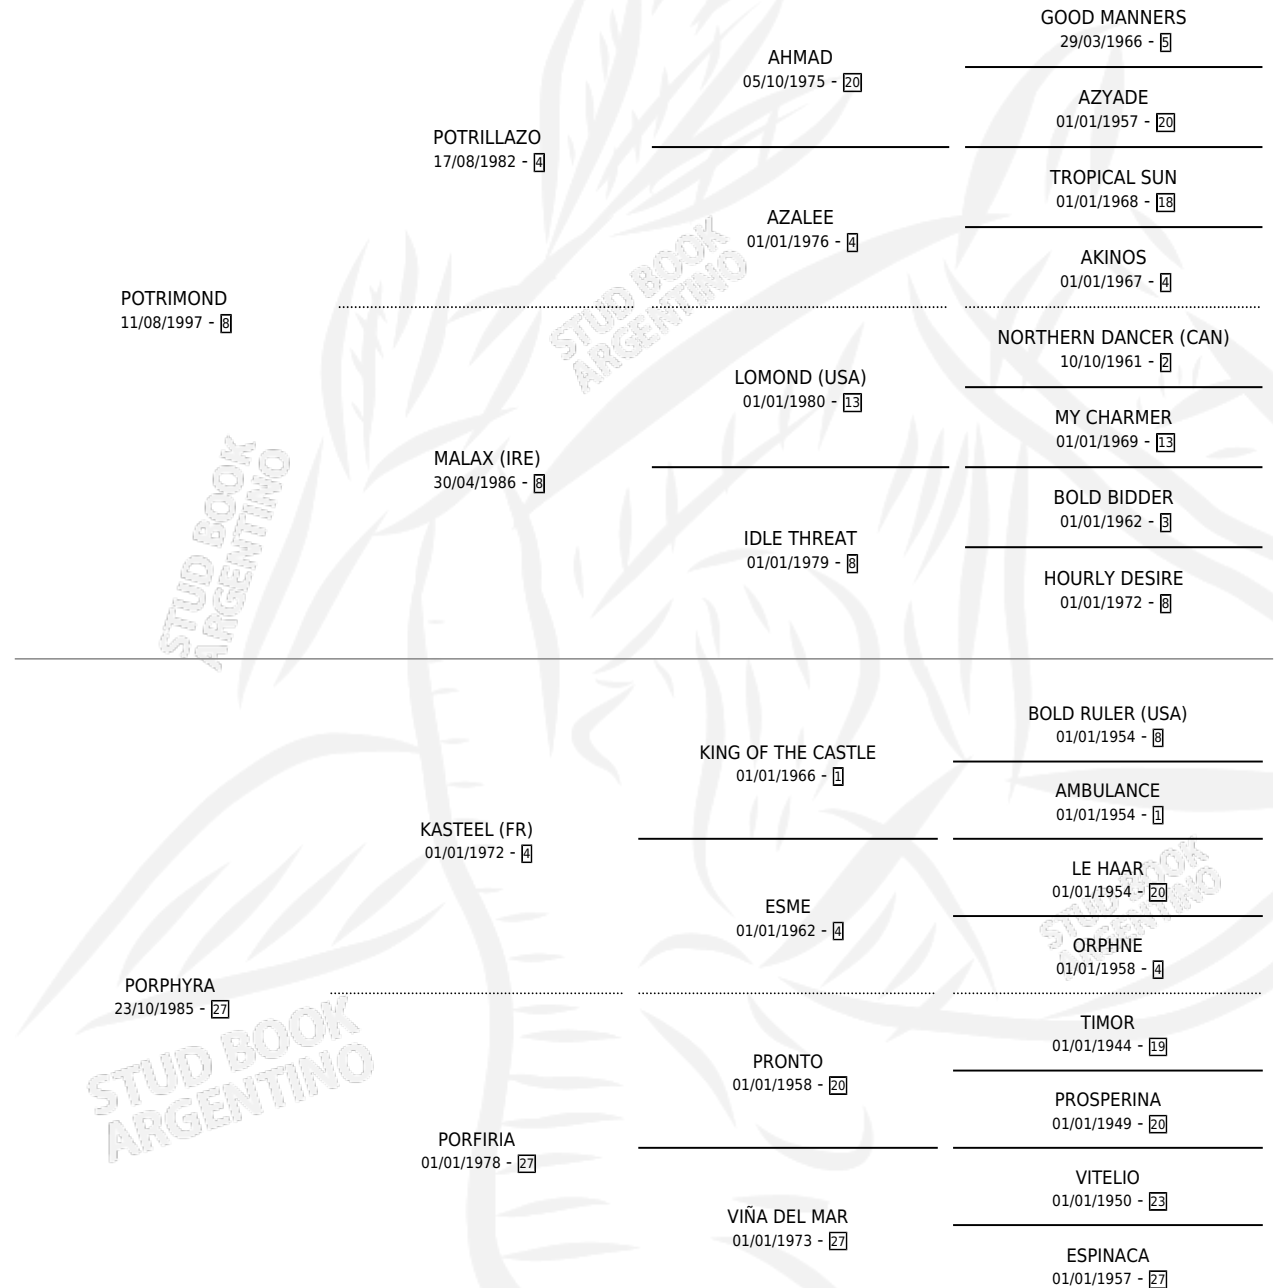 GOOD MANNERS
29/03/1966 - 5
AHMAD
05/10/1975 - 20
AZYADE
01/01/1957 - 20
POTRILLAZO
17/08/1982 - 4
TROPICAL SUN
01/01/1968 - 18
AZALEE
01/01/1976 - 4
AKINOS
01/01/1967 - 4
POTRIMOND
11/08/1997 - 8
NORTHERN DANCER (CAN)
10/10/1961 - 2
LOMOND (USA)
01/01/1980 - 13
MY CHARMER
01/01/1969 - 13
MALAX (IRE)
30/04/1986 - 8
BOLD BIDDER
01/01/1962 - 3
IDLE THREAT
01/01/1979 - 8
HOURLY DESIRE
01/01/1972 - 8
BOLD RULER (USA)
01/01/1954 - 8
KING OF THE CASTLE
01/01/1966 - 1
AMBULANCE
01/01/1954 - 1
KASTEEL (FR)
01/01/1972 - 4
LE HAAR
01/01/1954 - 20
ESME
01/01/1962 - 4
ORPHNE
01/01/1958 - 4
PORPHYRA
23/10/1985 - 27
TIMOR
01/01/1944 - 19
PRONTO
01/01/1958 - 20
PROSPERINA
01/01/1949 - 20
PORFIRIA
01/01/1978 - 27
VITELIO
01/01/1950 - 23
VIÑA DEL MAR
01/01/1973 - 27
ESPINACA
01/01/1957 - 27
STUD BOOK
ARGENTINO
STUD BOOK
ARGENTINO
STUD BOOK
ARGENTINO
STUD BOOK
ARGENTINO